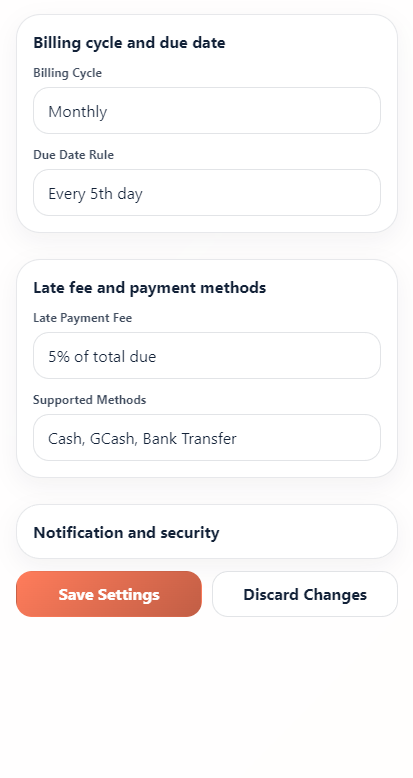 Billing cycle and due date
Billing Cycle
Monthly
Due Date Rule
Every 5th day
Late fee and payment methods
Late Payment Fee
5% of total due
Supported Methods
Cash, GCash, Bank Transfer
Notification and security
Save Settings
Discard Changes